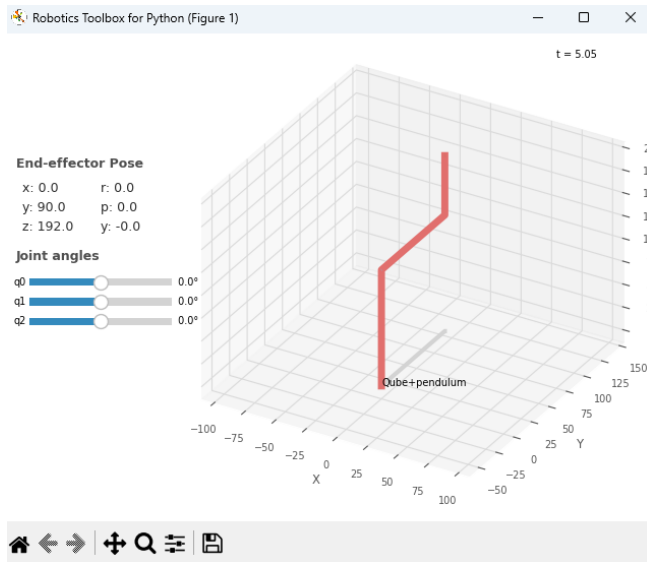 Robotics Toolbox for Python (Figure 1)
t = 5.05
End-effector Pose
x: 0.0 r: 0.0
y: 90.0 p: 0.0
z: 192.0 y: -0.0
Joint angles
q0 0.0°
q1 0.0°
q2 0.0°
Qube+pendulum
−100
−75
−50
−25
0
25
50
75
100
X
−50
−25
0
25
50
75
100
125
150
Y